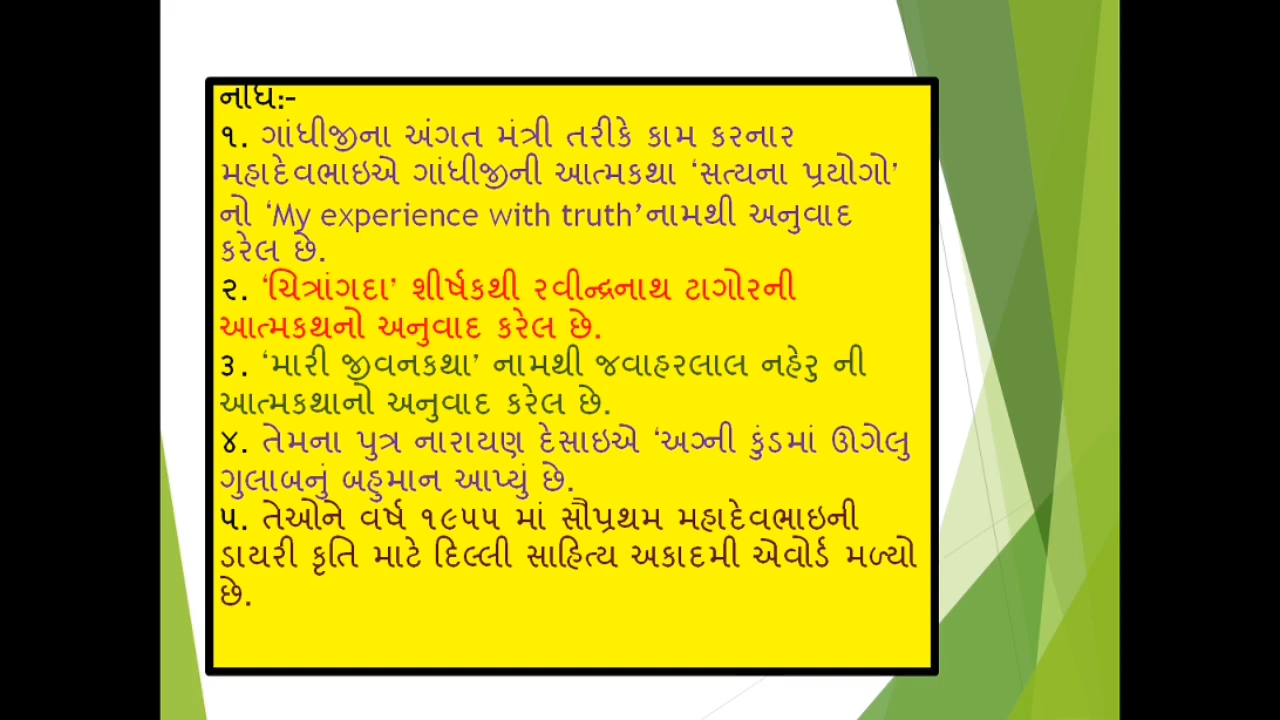 નોંધ:-
૧. ગાંધીજીના અંગત મંત્રી તરીકે કામ કરનાર
મહાદેવભાઇએ ગાંધીજીની આત્મકથા ‘સત્યના પ્રયોગો’
નો ‘My experience with truth’નામથી અનુવાદ
કરેલ છે.
૨. ‘ચિત્રાંગદા’ શીર્ષકથી રવીન્દ્રનાથ ટાગોરની
આત્મકથનો અનુવાદ કરેલ છે.
૩. ‘મારી જીવનકથા’ નામથી જવાહરલાલ નહેરુ ની
આત્મકથાનો અનુવાદ કરેલ છે.
૪. તેમના પુત્ર નારાયણ દેસાઇએ ‘અગ્ની કુંડમાં ઊગેલુ
ગુલાબનું બહુમાન આપ્યું છે.
૫. તેઓને વર્ષ ૧૯૫૫ માં સૌપ્રથમ મહાદેવભાઇની
ડાયરી કૃતિ માટે દિલ્લી સાહિત્ય અકાદમી એવોર્ડ મળ્યો
છે.